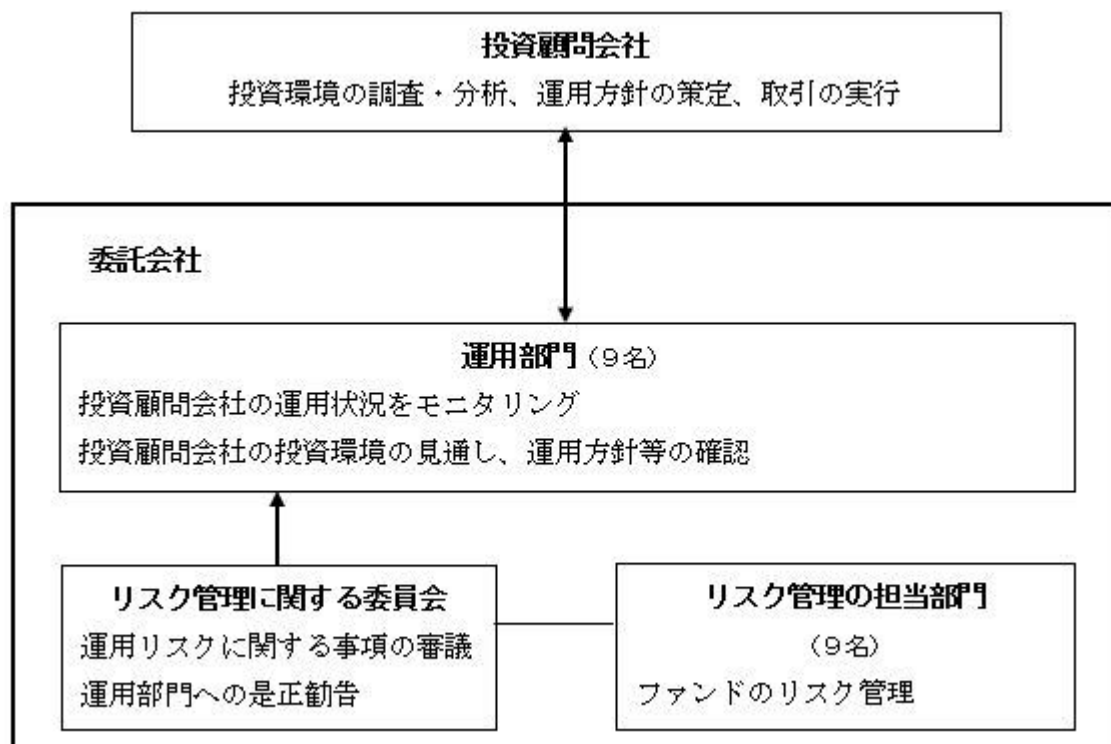 投資顧問会社
投資環境の調査・分析、運用方針の策定、取引の実行
委託会社
運用部門（９名）
投資顧問会社の運用状況をモニタリング
投資顧問会社の投資環境の見通し、運用方針等の確認
リスク管理に関する委員会
運用リスクに関する事項の審議
運用部門への是正勧告
リスク管理の担当部門
（９名）
ファンドのリスク管理